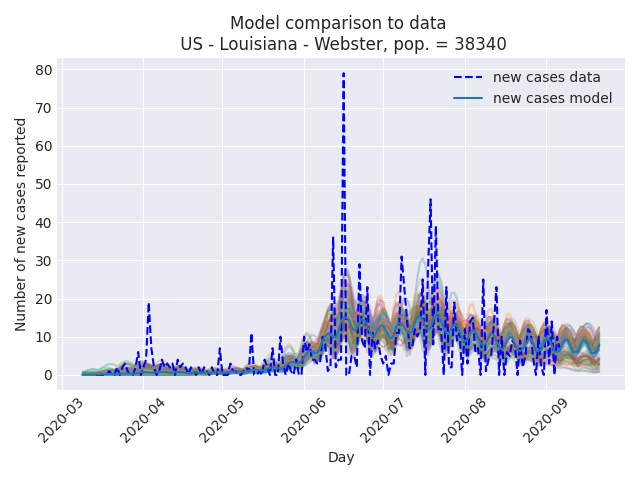 Model comparison to data
US - Louisiana - Webster, pop. = 38340
new cases data
new cases model
Number of new cases reported
80
70
60
50
40
30
20
10
0
2020-03
2020-04
2020-05
2020-06
2020-07
2020-08
2020-09
Day